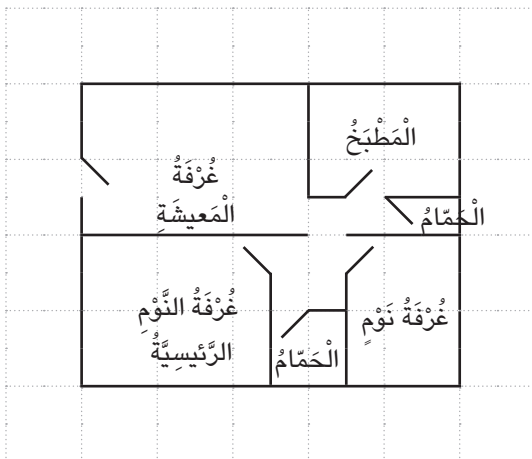 الْمَطْبَخُ
غُرْفَةُ
الْمَعيشَةِ
الْحَمّامُ
غُرْفَةُ نَوْمٍ
غُرْفَةُ النَّوْمِ
الرَّئيسِيَّةُ
الْحَمّامُ